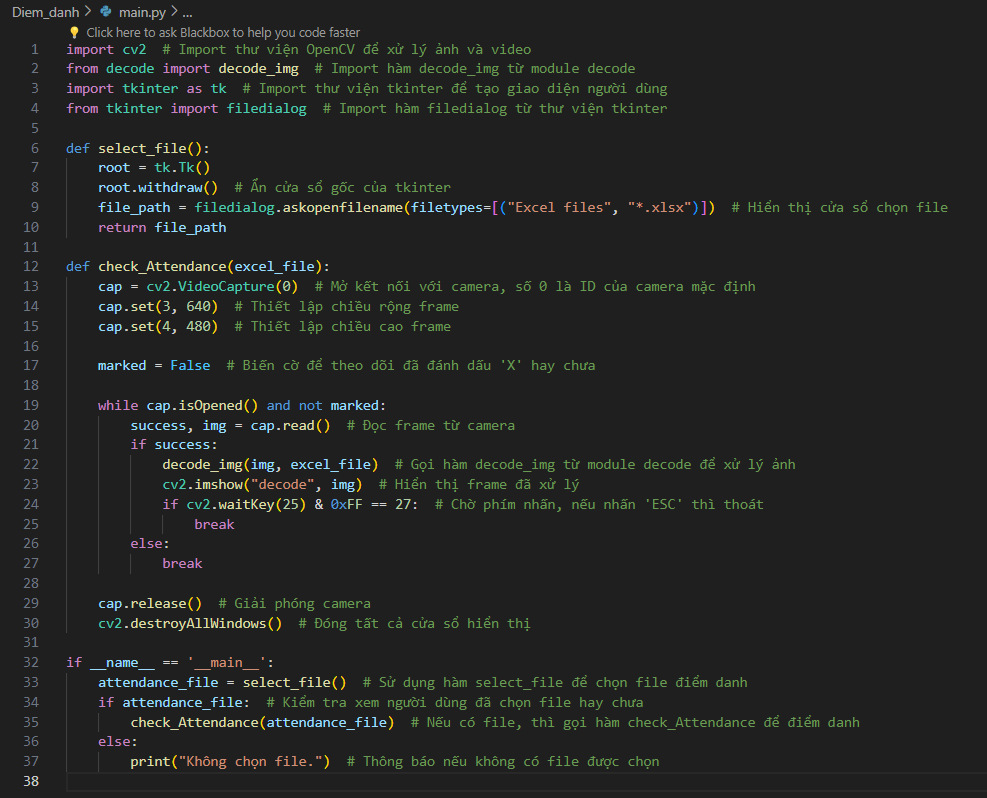 Diem_danh > main.py > ...
Click here to ask Blackbox to help you code faster
1 import cv2  # Import thư viện OpenCV để xử lý ảnh và video
2 from decode import decode_img  # Import hàm decode_img từ module decode
3 import tkinter as tk  # Import thư viện tkinter để tạo giao diện người dùng
4 from tkinter import filedialog  # Import hàm filedialog từ thư viện tkinter
5
6 def select_file():
7     root = tk.Tk()
8     root.withdraw()  # Ẩn cửa sổ gốc của tkinter
9     file_path = filedialog.askopenfilename(filetypes=[("Excel files", "*.xlsx")])  # Hiển thị cửa sổ chọn file
10     return file_path
11
12 def check_Attendance(excel_file):
13     cap = cv2.VideoCapture(0)  # Mở kết nối với camera, số 0 là ID của camera mặc định
14     cap.set(3, 640)  # Thiết lập chiều rộng frame
15     cap.set(4, 480)  # Thiết lập chiều cao frame
16
17     marked = False  # Biến cờ để theo dõi đã đánh dấu 'X' hay chưa
18
19     while cap.isOpened() and not marked:
20         success, img = cap.read()  # Đọc frame từ camera
21         if success:
22             decode_img(img, excel_file)  # Gọi hàm decode_img từ module decode để xử lý ảnh
23             cv2.imshow("decode", img)  # Hiển thị frame đã xử lý
24             if cv2.waitKey(25) & 0xFF == 27:  # Chờ phím nhấn, nếu nhấn 'ESC' thì thoát
25                 break
26         else:
27             break
28
29     cap.release()  # Giải phóng camera
30     cv2.destroyAllWindows()  # Đóng tất cả cửa sổ hiển thị
31
32 if __name__ == '__main__':
33     attendance_file = select_file()  # Sử dụng hàm select_file để chọn file điểm danh
34     if attendance_file:  # Kiểm tra xem người dùng đã chọn file hay chưa
35         check_Attendance(attendance_file)  # Nếu có file, thì gọi hàm check_Attendance để điểm danh
36     else:
37         print("Không chọn file.")  # Thông báo nếu không có file được chọn
38